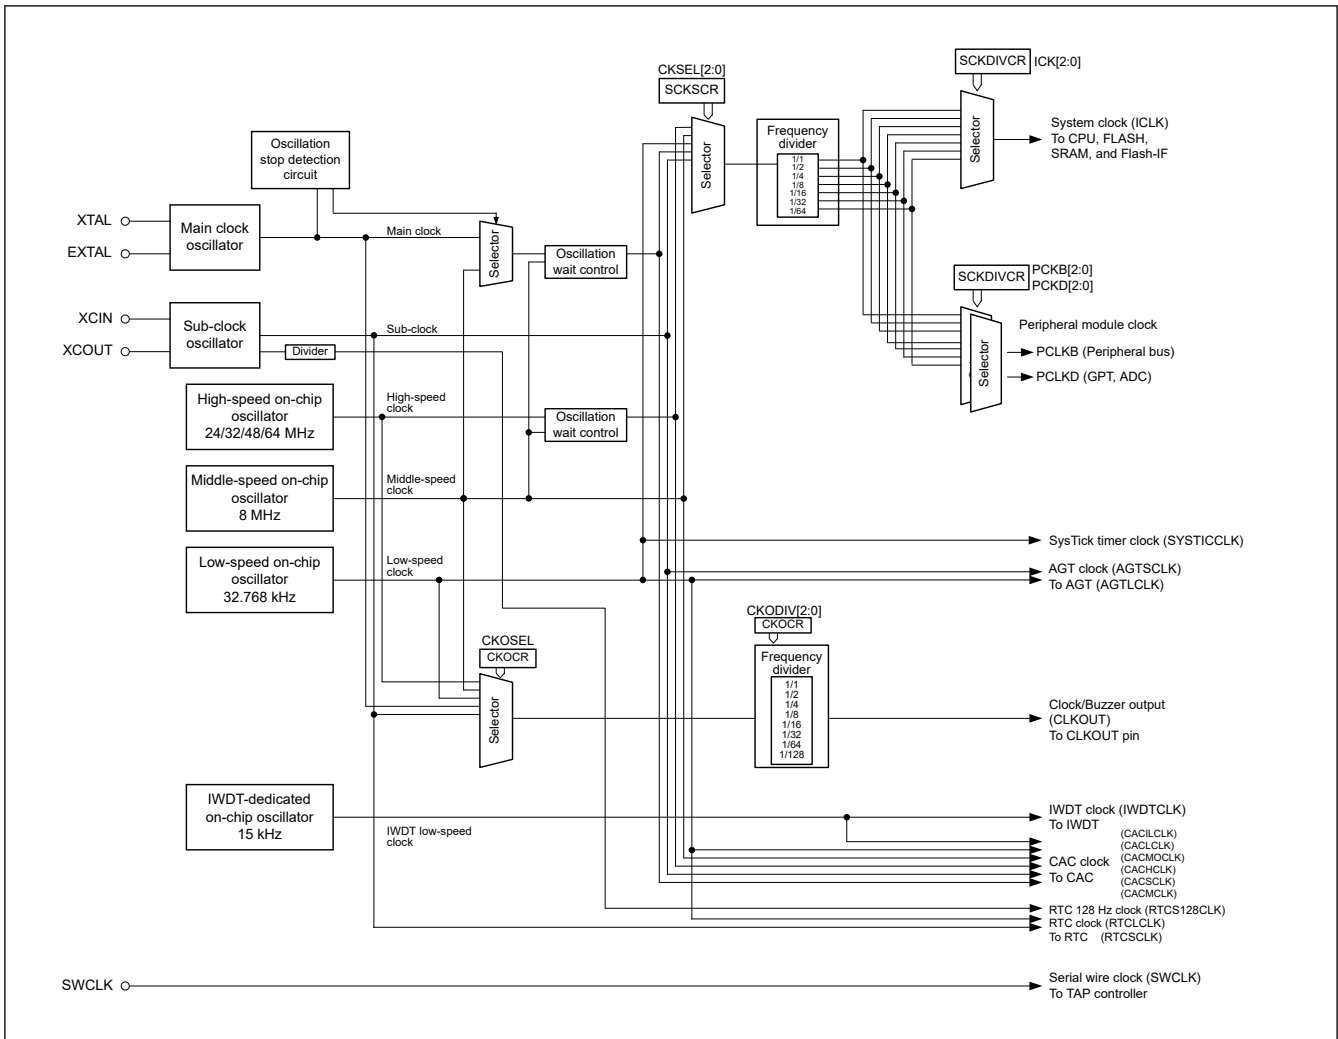 CKSEL[2:0]
SCKSCR
Selector
SCKDIVCR
ICK[2:0]
Selector
System clock (ICLK)
To CPU, FLASH,
SRAM, and Flash-IF
Frequency
divider
1/1
1/2
1/4
1/8
1/16
1/32
1/64
Oscillation
stop detection
circuit
XTAL
EXTAL
Main clock
oscillator
Main clock
Selector
Oscillation
wait control
SCKDIVCR
PCKB[2:0]
PCKD[2:0]
Selector
Peripheral module clock
PCLKB (Peripheral bus)
PCLKD (GPT, ADC)
XCIN
XCOUT
Sub-clock
oscillator
Sub-clock
Divider
High-speed on-chip
oscillator
24/32/48/64 MHz
High-speed
clock
Oscillation
wait control
Middle-speed on-chip
oscillator
8 MHz
Middle-speed
clock
Low-speed on-chip
oscillator
32.768 kHz
Low-speed
clock
SysTick timer clock (SYSTICCLK)
AGT clock (AGTSCLK)
To AGT (AGTLCLK)
CKOSEL
CKOCR
Selector
CKODIV[2:0]
CKOCR
Frequency
divider
1/1
1/2
1/4
1/8
1/16
1/32
1/64
1/128
Clock/Buzzer output
(CLKOUT)
To CLKOUT pin
IWDT-dedicated
on-chip oscillator
15 kHz
IWDT low-speed
clock
IWDT clock (IWDTCLK)
To IWDT
CAC clock
To CAC
(CACILCLK)
(CACLCLK)
(CACMOCLK)
(CACHCLK)
(CACSCLK)
(CACMCLK)
RTC 128 Hz clock (RTCS128CLK)
RTC clock (RTCLCLK)
To RTC (RTCSCLK)
SWCLK
Serial wire clock (SWCLK)
To TAP controller